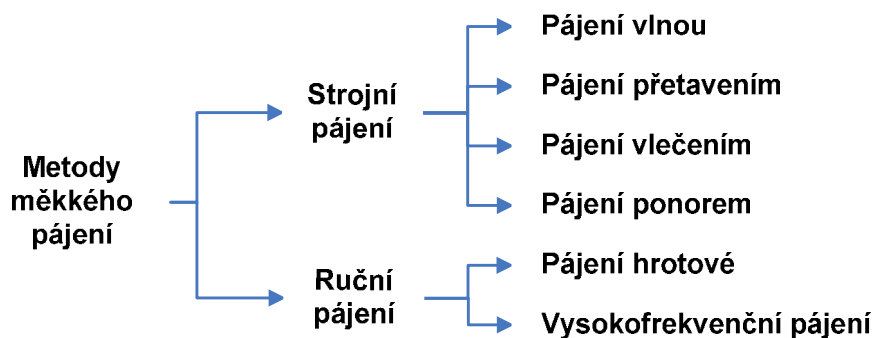 Metody
měkkého
pájení
Strojní
pájení
Pájení vlnou
Pájení přetavením
Pájení vlečením
Pájení ponorem
Ruční
pájení
Pájení hrotové
Vysokofrekvenční pájení